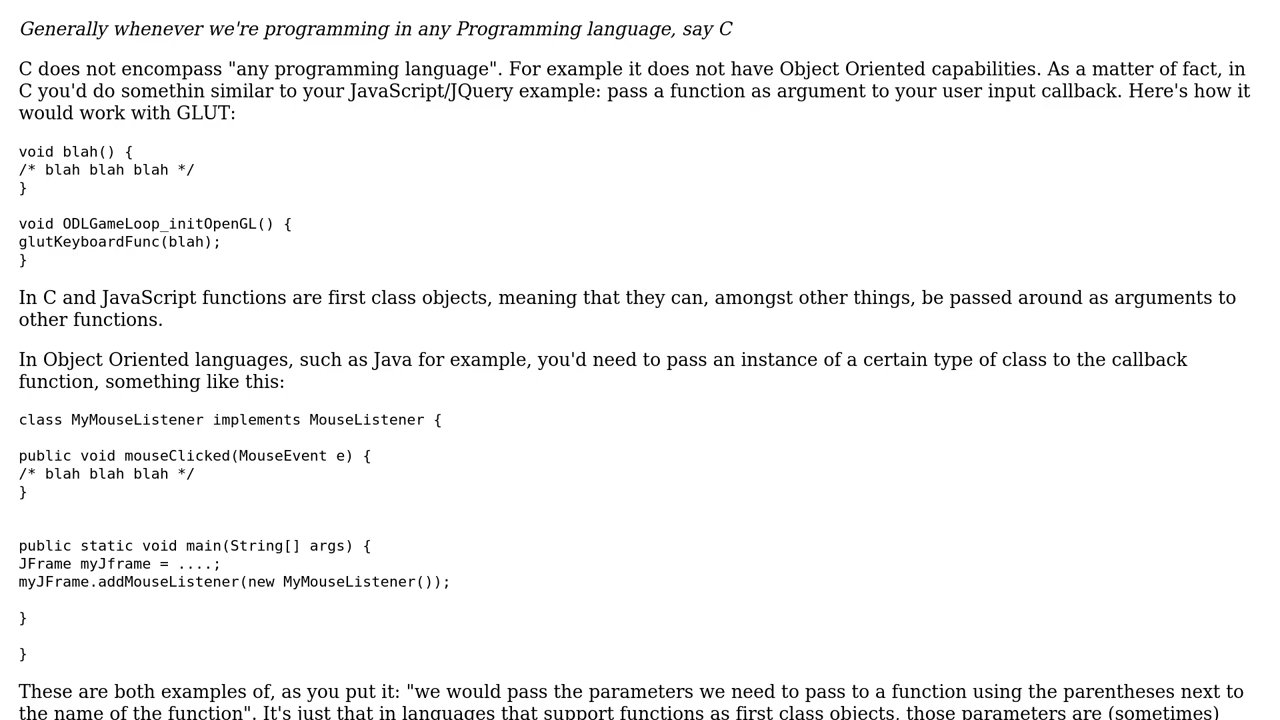 Generally whenever we're programming in any Programming language, say C
C does not encompass "any programming language". For example it does not have Object Oriented capabilities. As a matter of fact, in
C you'd do somethin similar to your JavaScript/JQuery example: pass a function as argument to your user input callback. Here's how it
would work with GLUT:
void blah() {
/* blah blah blah */
}
void ODLGameLoop_initOpenGL() {
glutKeyboardFunc(blah);
}
In C and JavaScript functions are first class objects, meaning that they can, amongst other things, be passed around as arguments to
other functions.
In Object Oriented languages, such as Java for example, you'd need to pass an instance of a certain type of class to the callback
function, something like this:
class MyMouseListener implements MouseListener {
public void mouseClicked(MouseEvent e) {
/* blah blah blah */
}
public static void main(String[] args) {
JFrame myJframe = ....;
myJFrame.addMouseListener(new MyMouseListener());
}
}
These are both examples of, as you put it: "we would pass the parameters we need to pass to a function using the parentheses next to
the name of the function". It's just that in languages that support functions as first class objects, those parameters are (sometimes)